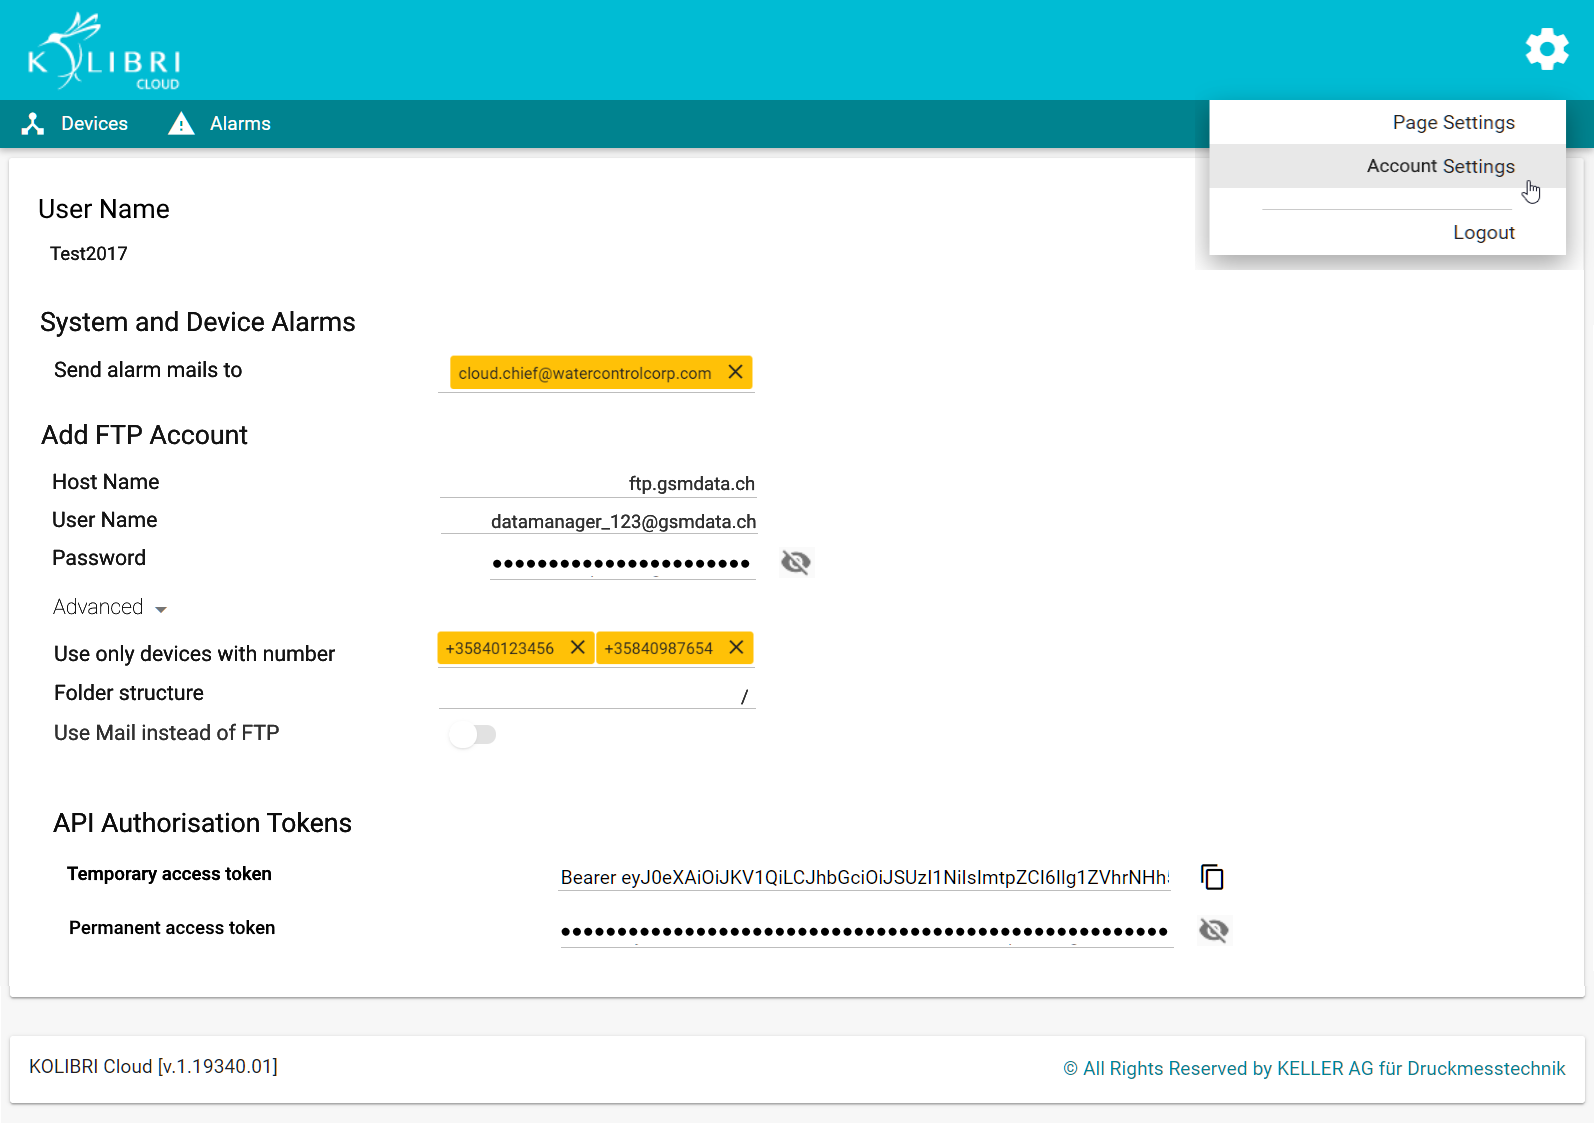 KOLIBRI
CLOUD
Devices
Alarms
Page Settings
Account Settings
Logout
User Name
Test2017
System and Device Alarms
Send alarm mails to
cloud.chief@watercontrolcorp.com
Add FTP Account
Host Name
ftp.gsmdata.ch
User Name
datamanager_123@gsmdata.ch
Password
Advanced
Use only devices with number
+35840123456
+35840987654
Folder structure
/
Use Mail instead of FTP
API Authorisation Tokens
Temporary access token
Bearer eyJ0eXAiOiJKV1QiLCJhbGciOiJSUzI1NiIsImtpZCI6Ilg1ZVhrNHh
Permanent access token
KOLIBRI Cloud [v.1.19340.01]
© All Rights Reserved by KELLER AG für Druckmesstechnik